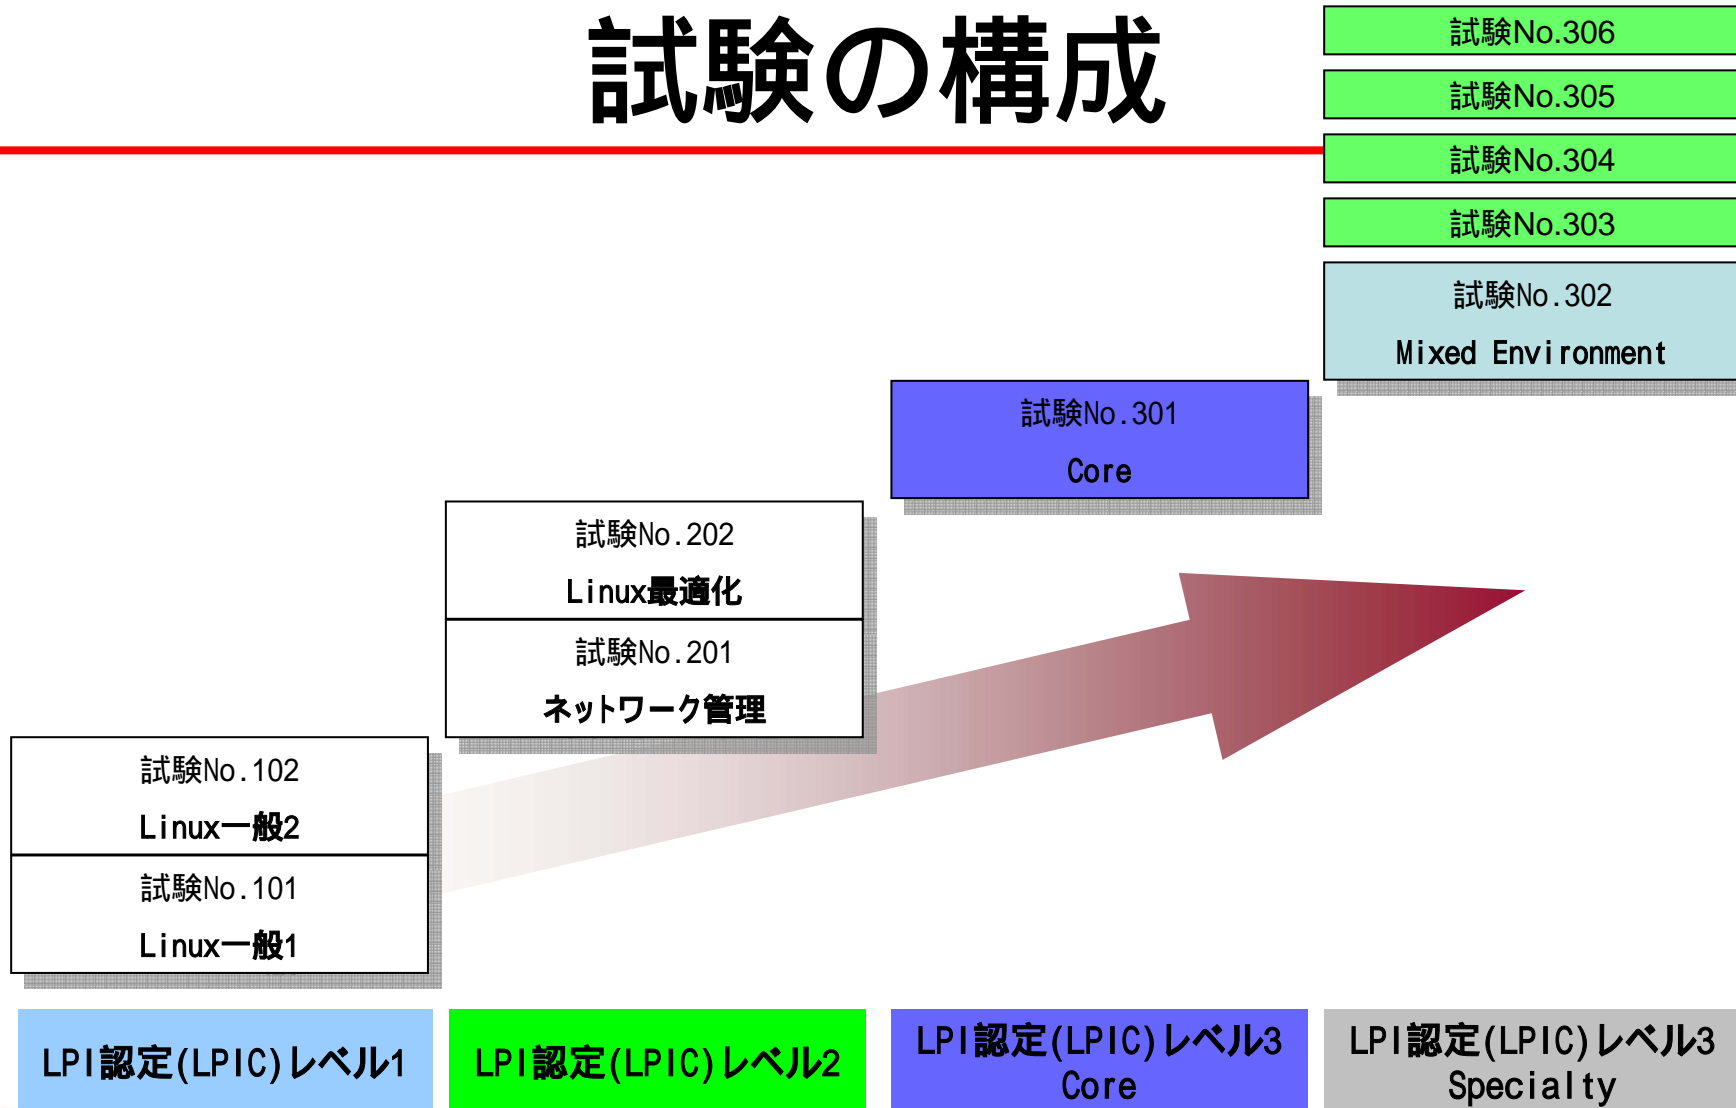 試験の構成
試験No.306
試験No.305
試験No.304
試験No.303
試験No.302
Mixed Environment
試験No.301
Core
試験No.202
Linux最適化
試験No.201
ネットワーク管理
試験No.102
Linux一般2
試験No.101
Linux一般1
LPI認定(LPIC)レベル1
LPI認定(LPIC)レベル2
LPI認定(LPIC)レベル3
Core
LPI認定(LPIC)レベル3
Specialty